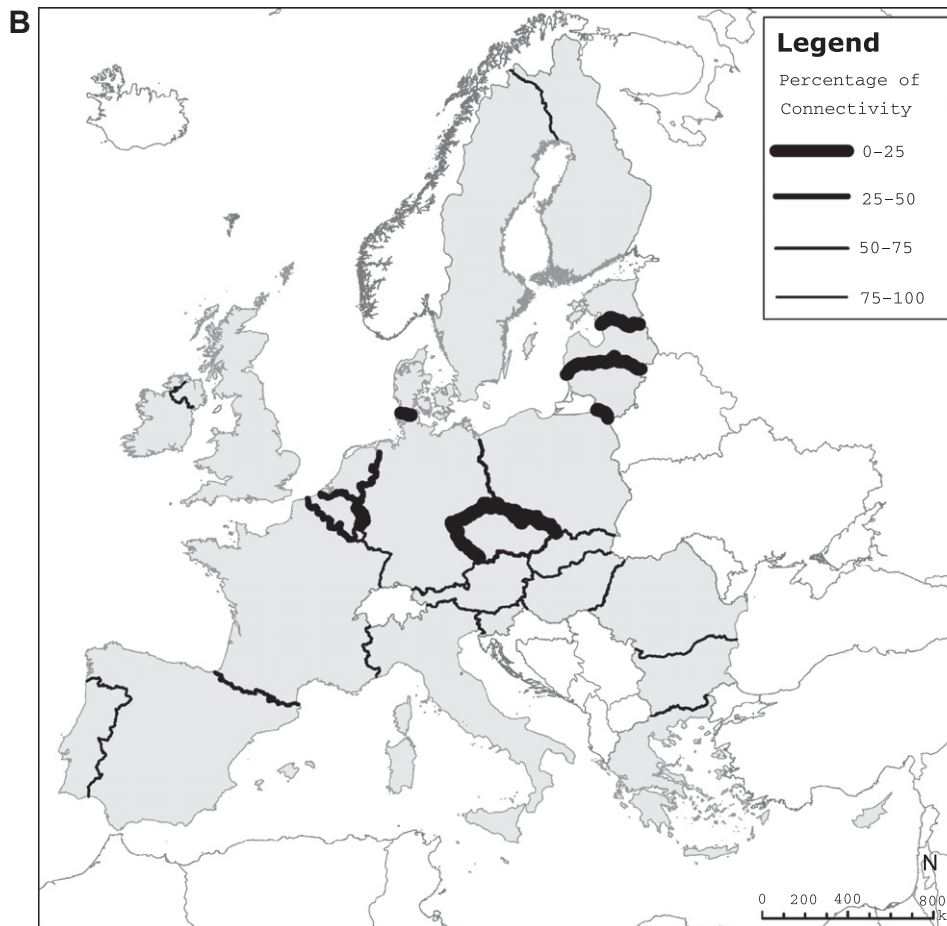 B
Legend
Percentage of
Connectivity
0-25
25-50
50-75
75-100
N
0 200 400 800
k